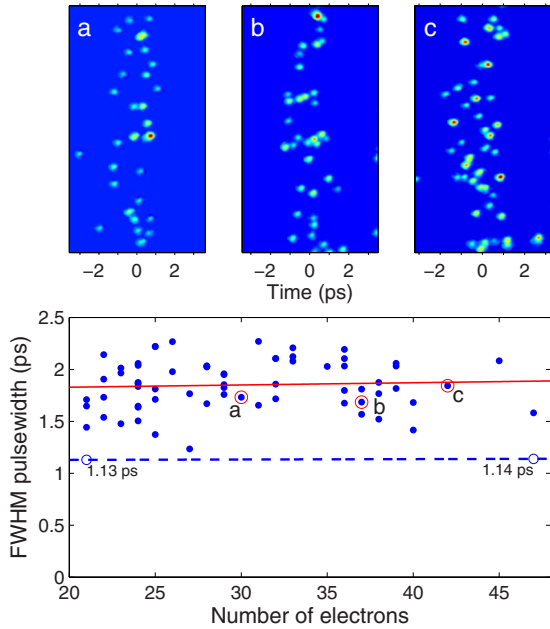 a b c
−2 0 2 −2 0 2 −2 0 2
Time (ps)
FWHM pulsewidth (ps)
2.5
2
1.5
1
0.5
0
a
b
c
1.13 ps
1.14 ps
20 25 30 35 40 45
Number of electrons